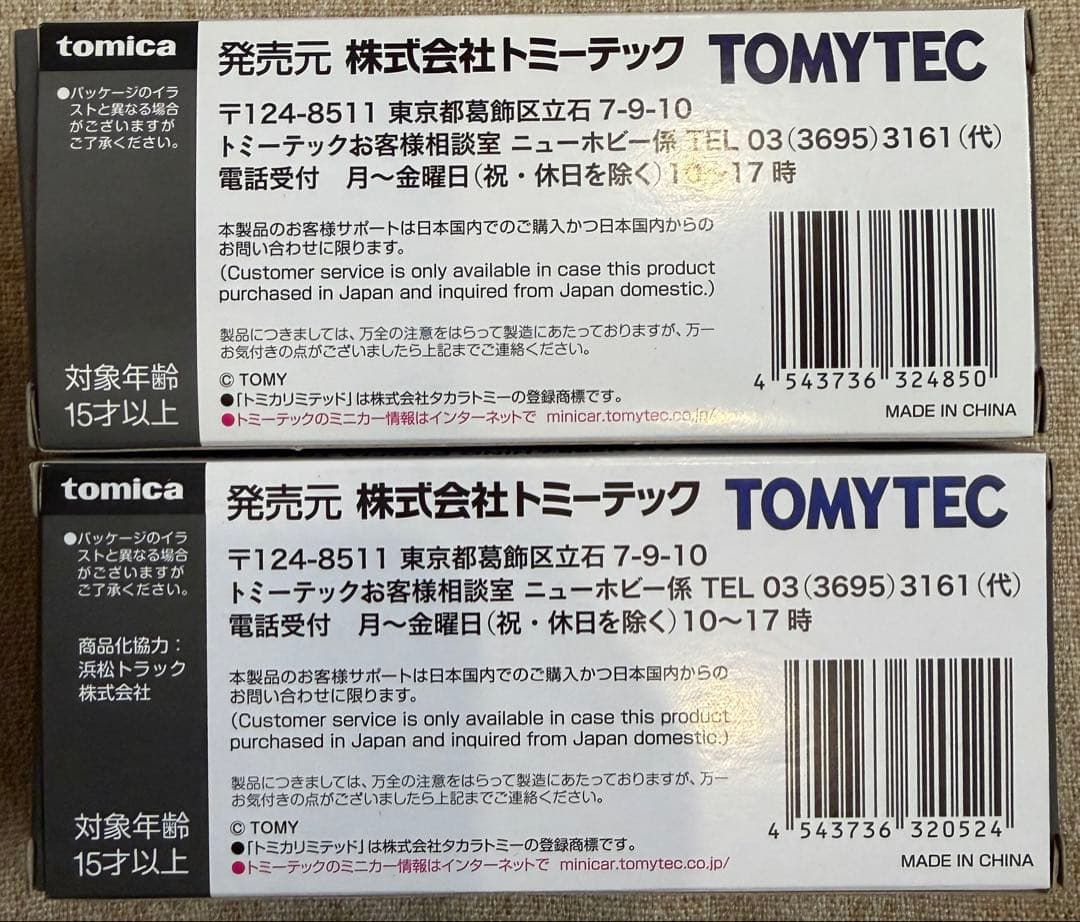 tomica
●パッケージのイラ
ストと異なる場合
がございますが
ご了承ください。
対象年齢
15才以上
発売元 株式会社トミーテック TOMYTEC
〒124-8511 東京都葛飾区立石 7-9-10
トミーテックお客様相談室 ニューホビー係 TEL 03(3695)3161(代)
電話受付 月〜金曜日(祝・休日を除く)10〜17時
本製品のお客様サポートは日本国内でのご購入かつ日本国内からの
お問い合わせに限ります。
(Customer service is only available in case this product
purchased in Japan and inquired from Japan domestic.)
製品につきましては、万全の注意をはらって製造にあたっておりますが、万一
お気付きの点がございましたら上記までご連絡ください。
© TOMY
●「トミカリミテッド」は株式会社タカラトミーの登録商標です。
●トミーテックのミニカー情報はインターネットで minicar.tomytec.co.jp/
4 543736 324850
MADE IN CHINA
tomica
●パッケージのイラ
ストと異なる場合
がございますが
ご了承ください。
商品化協力：
浜松トラック
株式会社
対象年齢
15才以上
発売元 株式会社トミーテック TOMYTEC
〒124-8511 東京都葛飾区立石 7-9-10
トミーテックお客様相談室 ニューホビー係 TEL 03(3695)3161(代)
電話受付 月〜金曜日(祝・休日を除く)10〜17時
本製品のお客様サポートは日本国内でのご購入かつ日本国内からの
お問い合わせに限ります。
(Customer service is only available in case this product
purchased in Japan and inquired from Japan domestic.)
製品につきましては、万全の注意をはらって製造にあたっておりますが、万一
お気付きの点がございましたら上記までご連絡ください。
© TOMY
●「トミカリミテッド」は株式会社タカラトミーの登録商標です。
●トミーテックのミニカー情報はインターネットで minicar.tomytec.co.jp/
4 543736 320524
MADE IN CHINA